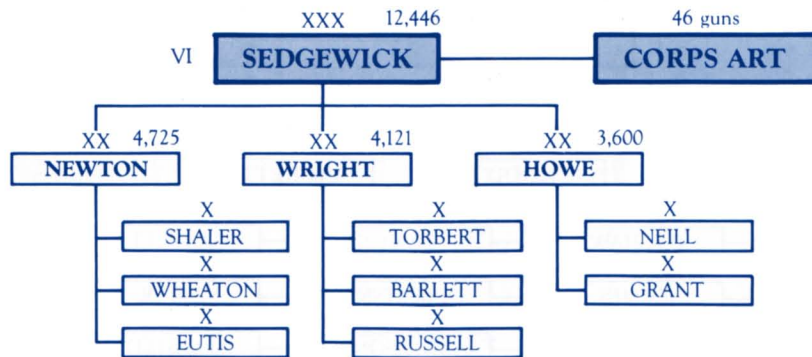 XXX 12,446 46 guns
VI SEDGEWICK CORPS ART
XX 4,725 XX 4,121 XX 3,600
NEWTON WRIGHT HOWE
X X X
SHALER TORBERT NEILL
X X X
WHEATON BARLETT GRANT
X X
EUTIS RUSSELL